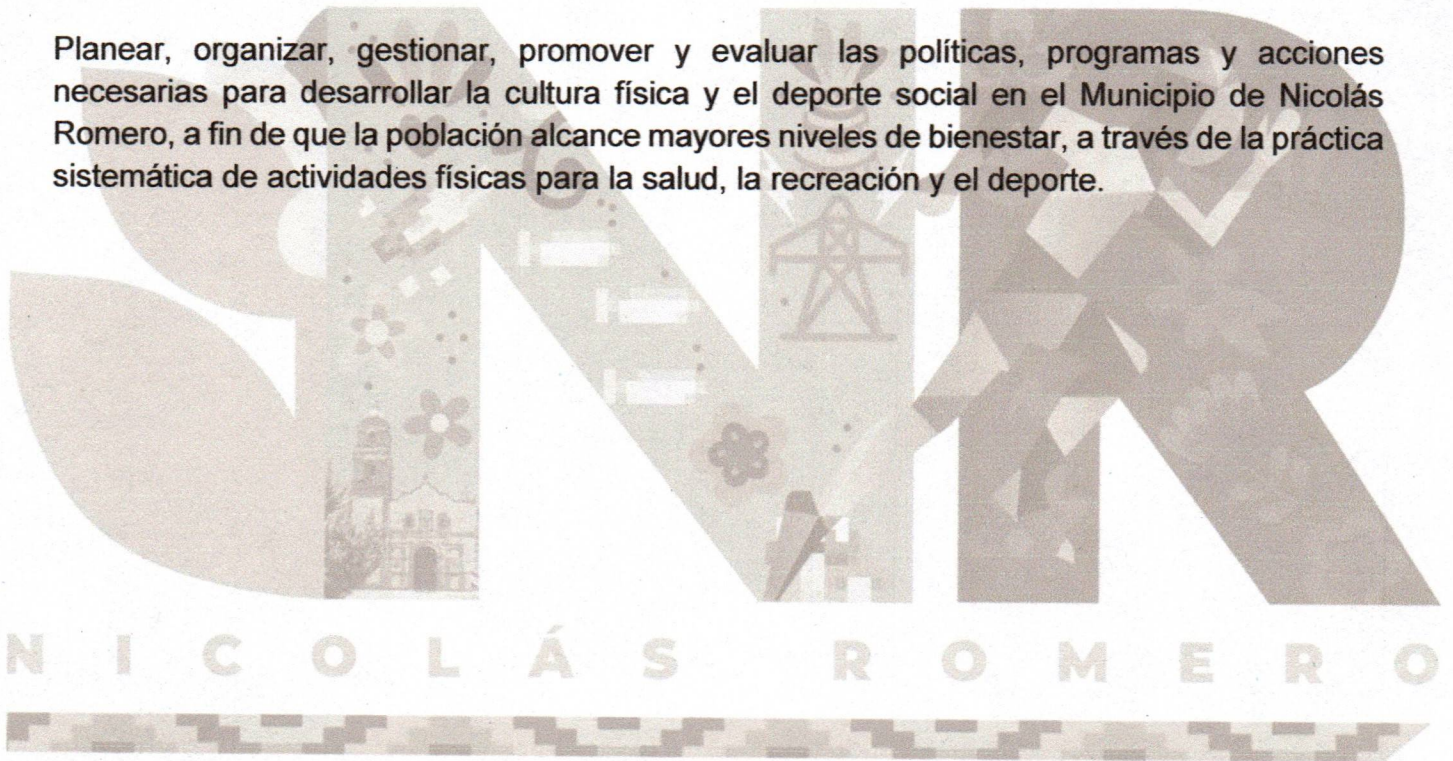 Planear, organizar, gestionar, promover y evaluar las políticas, programas y acciones
necesarias para desarrollar la cultura física y el deporte social en el Municipio de Nicolás
Romero, a fin de que la población alcance mayores niveles de bienestar, a través de la práctica
sistemática de actividades físicas para la salud, la recreación y el deporte.
SNR
NICOLÁS ROMERO